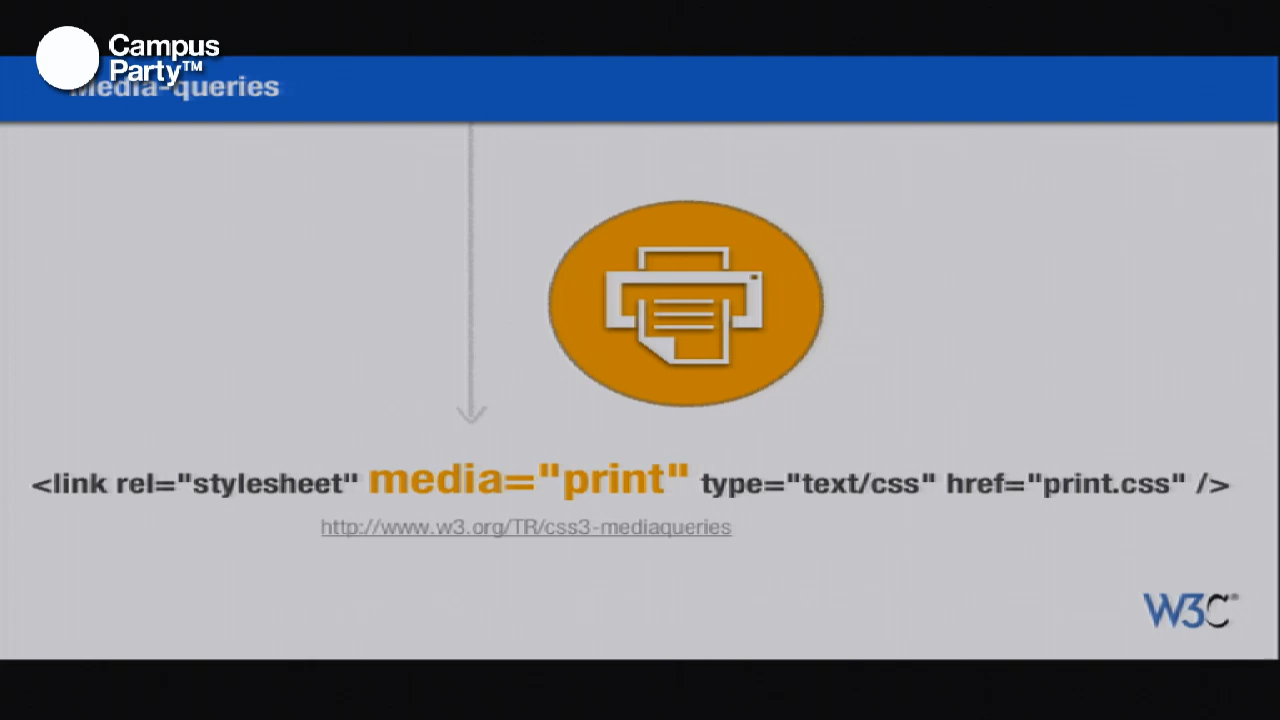 Campus
Party™
Media-queries
<link rel="stylesheet" media="print" type="text/css" href="print.css" />
http://www.w3.org/TR/css3-mediaqueries
W3C®